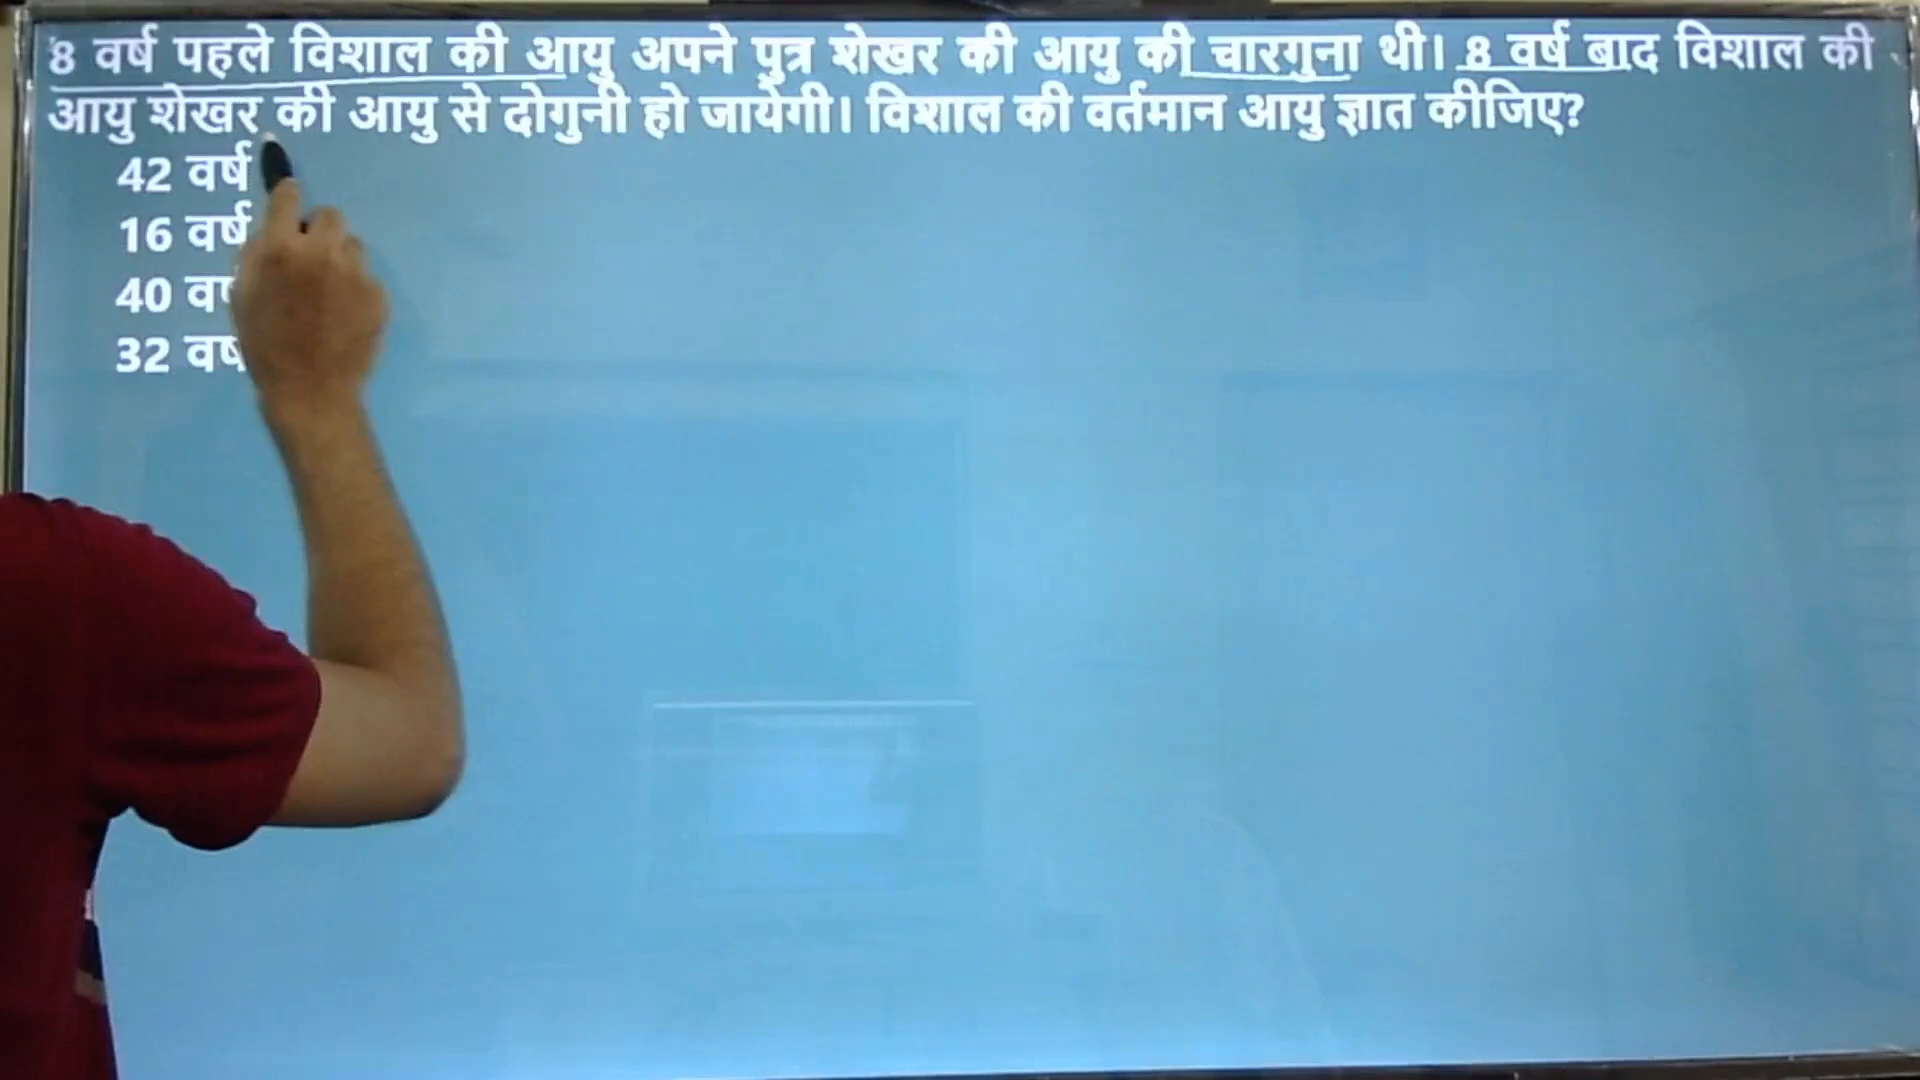 8 वर्ष पहले विशाल की आयु अपने पुत्र शेखर की आयु की चारगुना थी। 8 वर्ष बाद विशाल की
आयु शेखर की आयु से दोगुनी हो जायेगी। विशाल की वर्तमान आयु ज्ञात कीजिए?
42 वर्ष
16 वर्ष
40
32